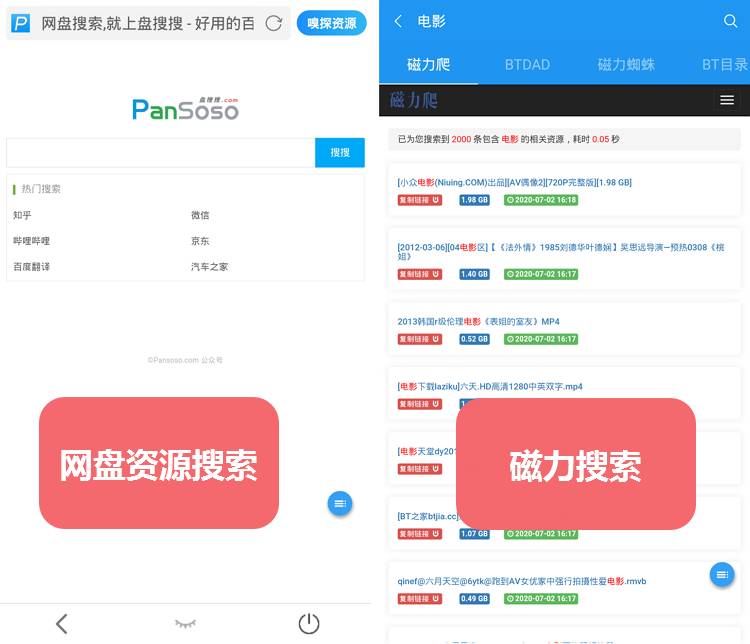 网盘搜索,就上盘搜搜 - 好用的百
嗅探资源
盘搜搜.com
PanSoso
搜搜
热门搜索
知乎
微信
哔哩哔哩
京东
百度翻译
汽车之家
©Pansoso.com 公众号
网盘资源搜索
电影
磁力爬
BTDAD
磁力蜘蛛
BT目录
磁力爬
已为您搜索到 2000 条包含 电影 的相关资源，耗时 0.05 秒
[小众电影(Niuing.COM)出品][AV偶像2][720P完整版][1.98 GB]
复制链接
1.98 GB
2020-07-02 16:18
[2012-03-06][04电影区]【《法外情》1985刘德华叶德娴】吴思远导演—预热0308《桃
姐》
复制链接
1.40 GB
2020-07-02 16:17
2013韩国r级伦理电影《表姐的室友》MP4
复制链接
0.52 GB
2020-07-02 16:17
[电影下载laziku]六天.HD高清1280中英双字.mp4
复制链接
[电影天堂dy201
复制链接
磁力搜索
[BT之家btjia.cc]
复制链接
1.07 GB
2020-07-02 16:17
qinef@六月天空@6ytk@跑到AV女优家中强行拍摄性爱电影.rmvb
复制链接
0.49 GB
2020-07-02 16:17